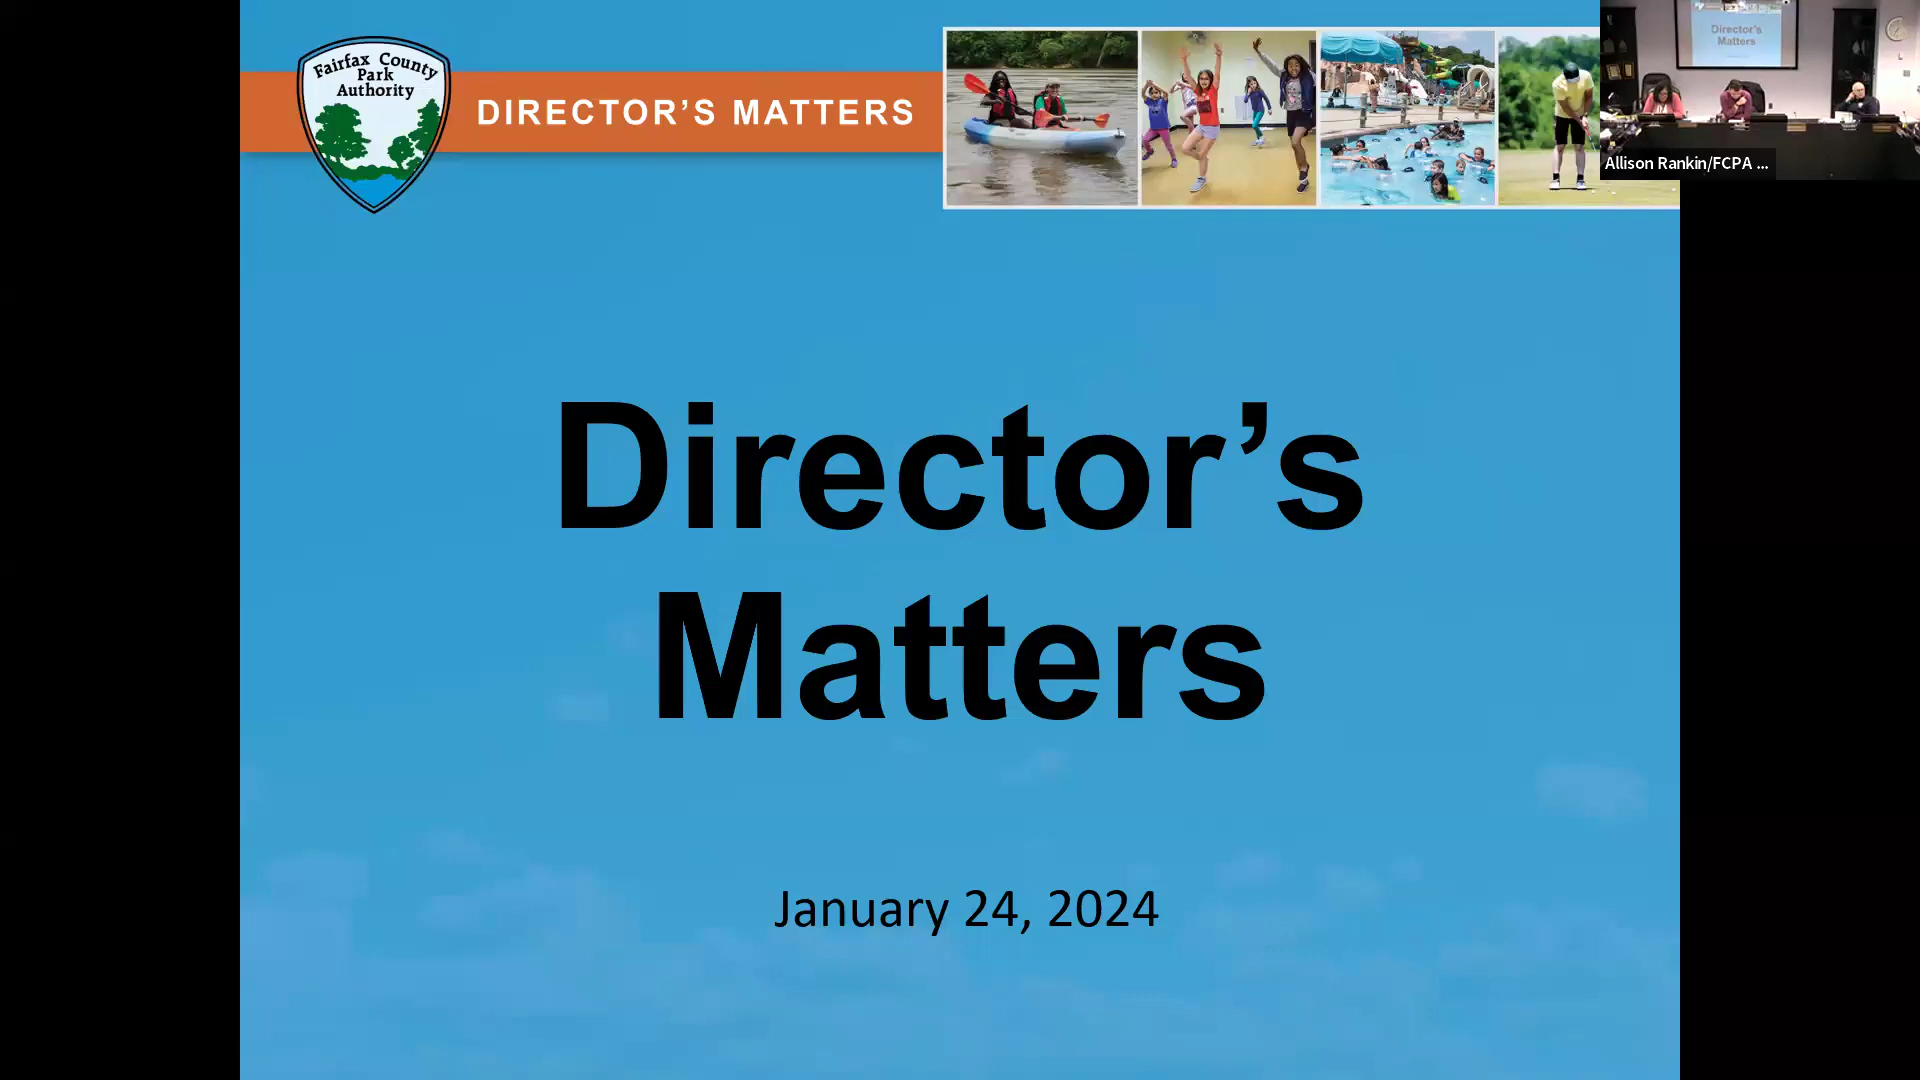 Fairfax County
Park
Authority
DIRECTOR’S MATTERS
Director's
Matters
Allison Rankin/FCPA ...
Director’s
Matters
January 24, 2024